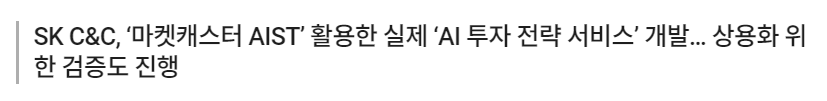 SK C&C, ‘마켓캐스터 AIST’ 활용한 실제 ‘AI 투자 전략 서비스’ 개발... 상용화 위
한 검증도 진행